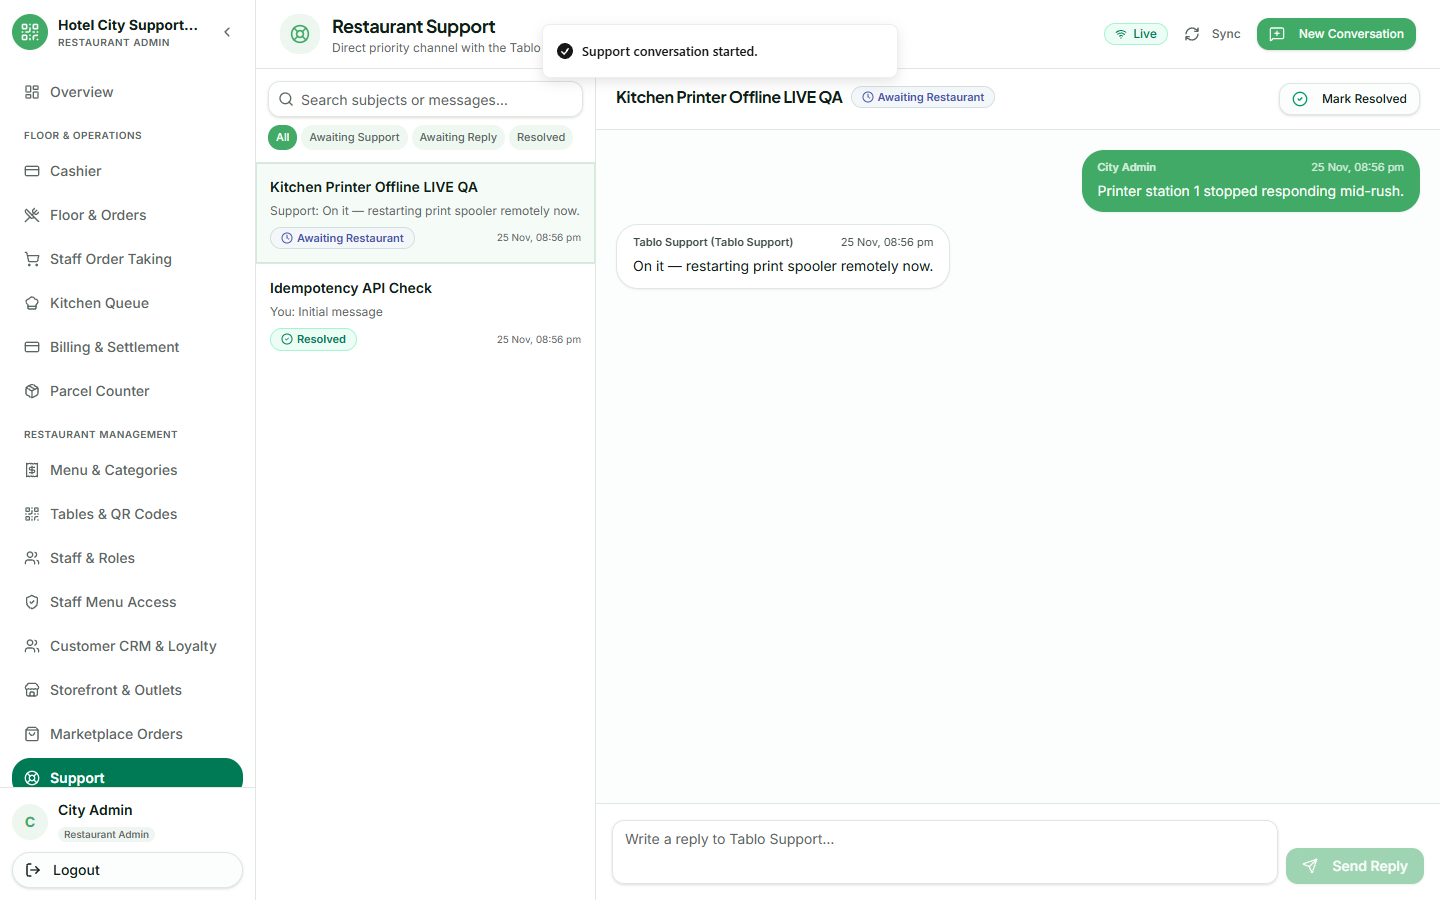 Hotel City Support...
RESTAURANT ADMIN
Overview
FLOOR & OPERATIONS
Cashier
Floor & Orders
Staff Order Taking
Kitchen Queue
Billing & Settlement
Parcel Counter
RESTAURANT MANAGEMENT
Menu & Categories
Tables & QR Codes
Staff & Roles
Staff Menu Access
Customer CRM & Loyalty
Storefront & Outlets
Marketplace Orders
Support
C
City Admin
Restaurant Admin
Logout
Restaurant Support
Direct priority channel with the Tablo
Support conversation started.
Live
Sync
New Conversation
Search subjects or messages...
All
Awaiting Support
Awaiting Reply
Resolved
Kitchen Printer Offline LIVE QA
Support: On it — restarting print spooler remotely now.
Awaiting Restaurant
25 Nov, 08:56 pm
Idempotency API Check
You: Initial message
Resolved
25 Nov, 08:56 pm
Kitchen Printer Offline LIVE QA
Awaiting Restaurant
Mark Resolved
City Admin
25 Nov, 08:56 pm
Printer station 1 stopped responding mid-rush.
Tablo Support (Tablo Support)
25 Nov, 08:56 pm
On it — restarting print spooler remotely now.
Write a reply to Tablo Support...
Send Reply